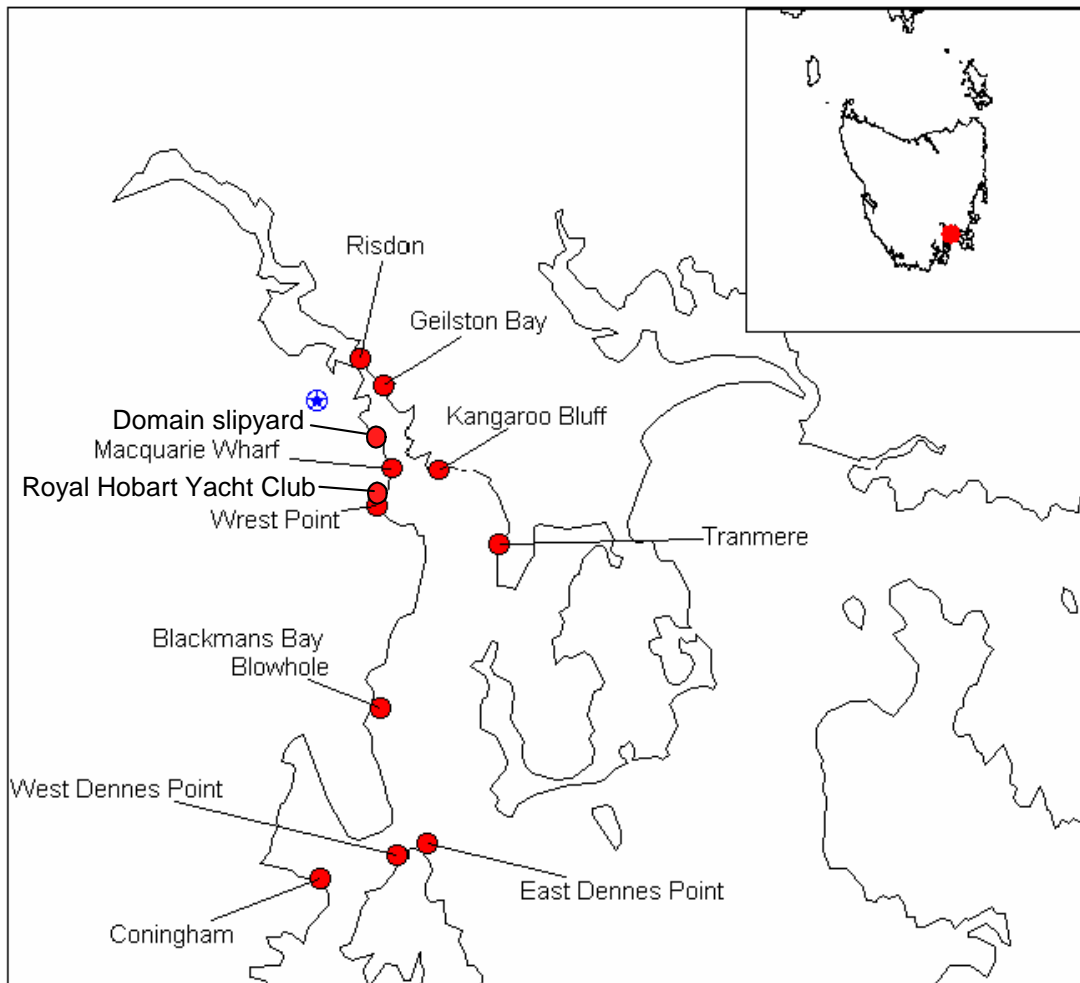 Risdon
Geilston Bay
Domain slipyard
Kangaroo Bluff
Macquarie Wharf
Royal Hobart Yacht Club
Wrest Point
Tranmere
Blackmans Bay
Blowhole
West Dennes Point
East Dennes Point
Coningham